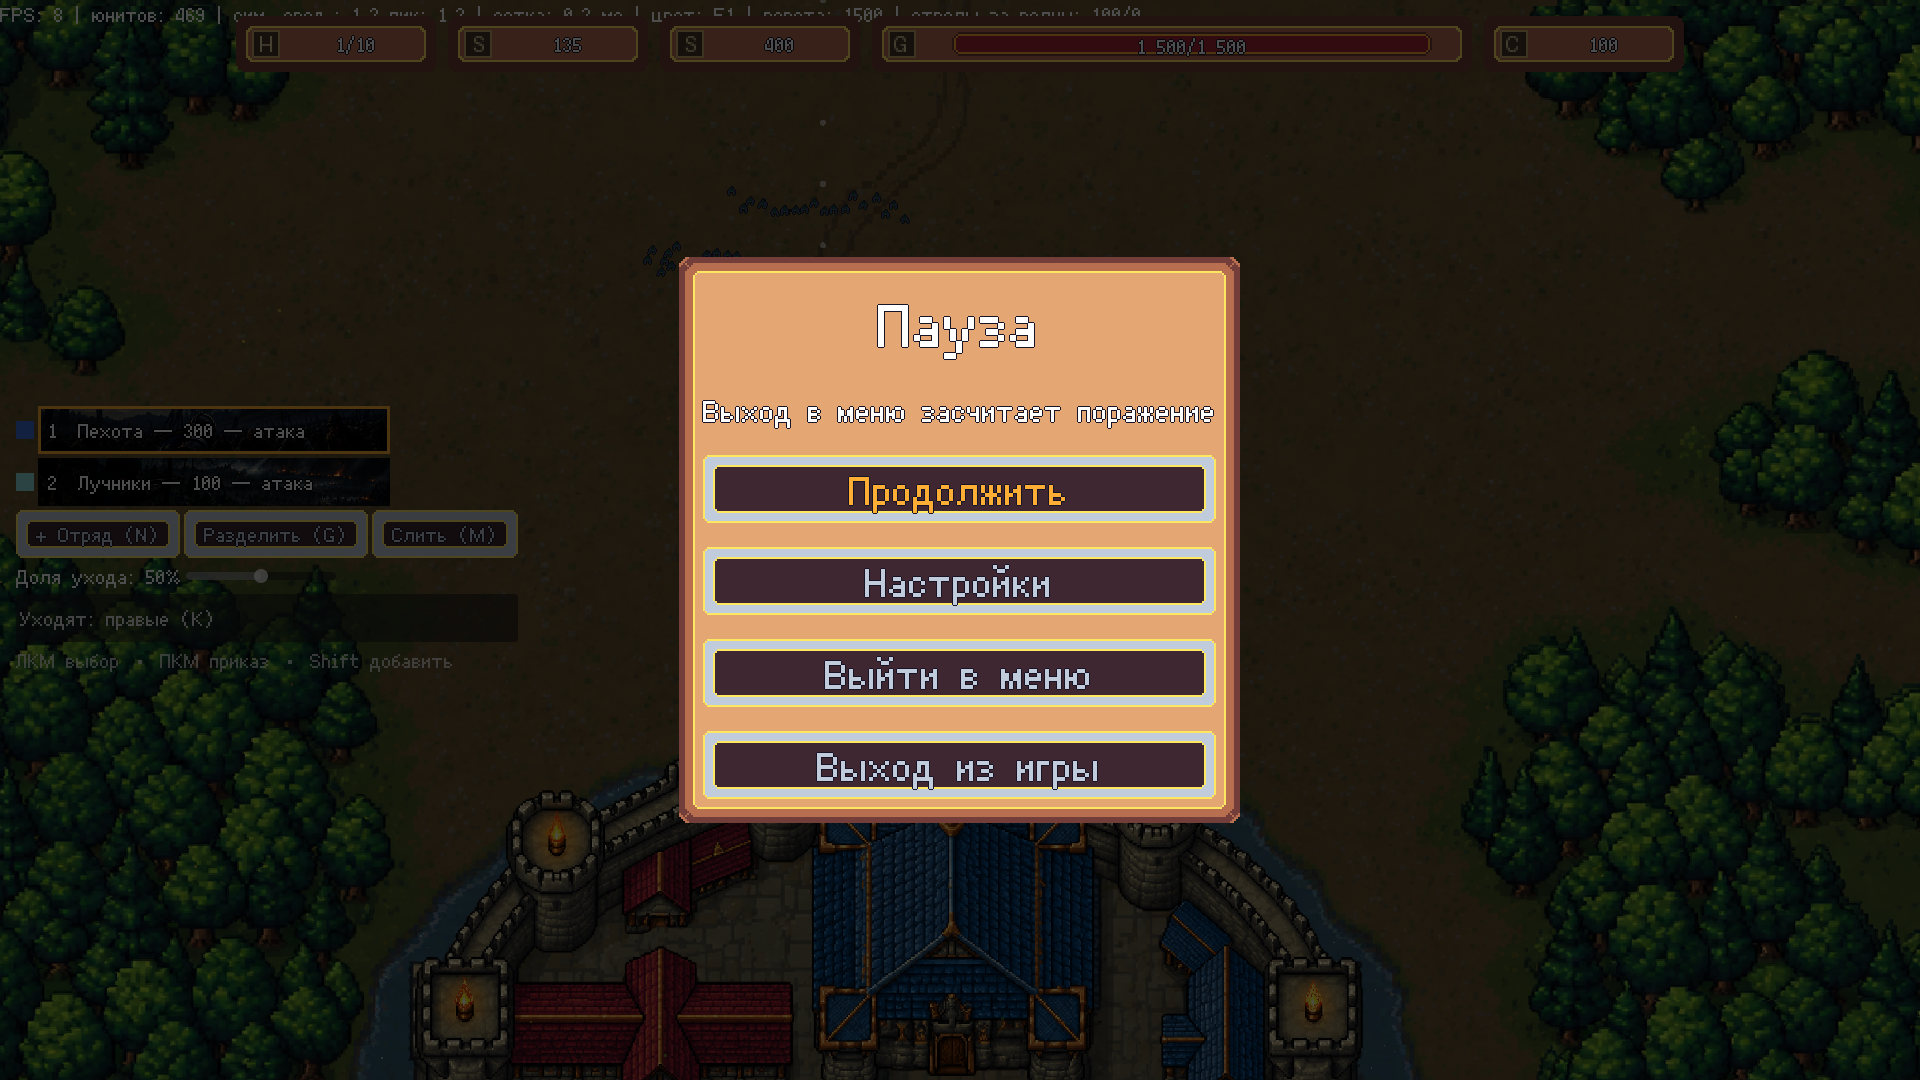 FPS: 8 | юнитов: 469 |
H 1/10
S 135
S 400
G 1 500/1 500
C 100
Пауза
Выход в меню засчитает поражение
Продолжить
Настройки
Выйти в меню
Выход из игры
1 Пехота — 300 — атака
2 Лучники — 100 — атака
+ Отряд (N)
Разделить (G)
Слить (M)
Доля ухода: 50%
Уходят: правые (K)
ЛКМ выбор • ПКМ приказ • Shift добавить